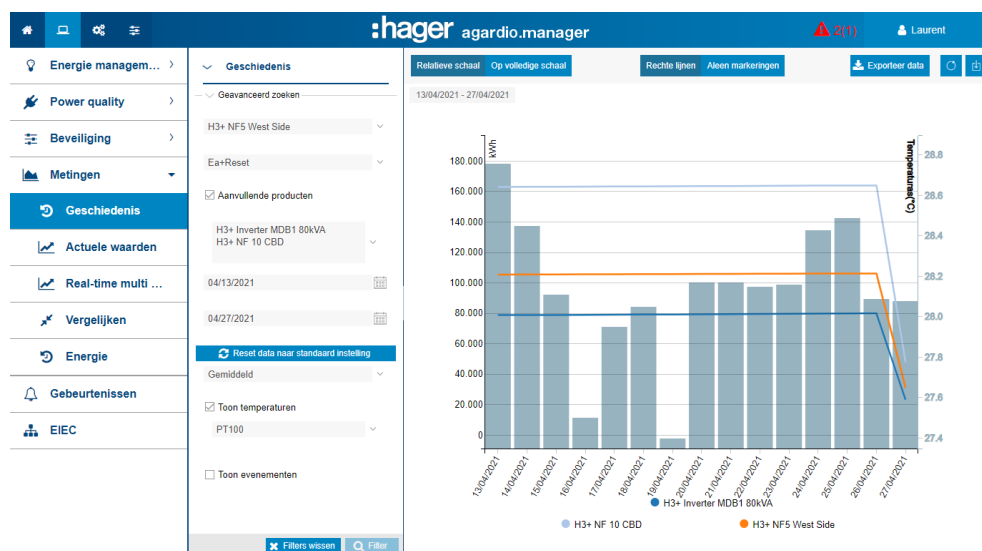 :hager agardio.manager
2(1)
Laurent
Energie managem...
Power quality
Beveiliging
Metingen
Geschiedenis
Actuele waarden
Real-time multi ...
Vergelijken
Energie
Gebeurtenissen
EIEC
Geschiedenis
Geavanceerd zoeken
H3+ NF5 West Side
Ea+Reset
Aanvullende producten
H3+ Inverter MDB1 80kVA
H3+ NF 10 CBD
04/13/2021
04/27/2021
Reset data naar standaard instelling
Gemiddeld
Toon temperaturen
PT100
Toon evenementen
Filters wissen
Filter
Relatieve schaal
Op volledige schaal
Rechte lijnen
Aleen markeringen
Exporteer data
13/04/2021 - 27/04/2021
kWh
180.000
160.000
140.000
120.000
100.000
80.000
60.000
40.000
20.000
0
Temperaturas(°C)
28.8
28.6
28.4
28.2
28.0
27.8
27.6
27.4
13/04/2021
14/04/2021
15/04/2021
16/04/2021
17/04/2021
18/04/2021
19/04/2021
20/04/2021
21/04/2021
22/04/2021
23/04/2021
24/04/2021
25/04/2021
26/04/2021
27/04/2021
H3+ Inverter MDB1 80kVA
H3+ NF 10 CBD
H3+ NF5 West Side